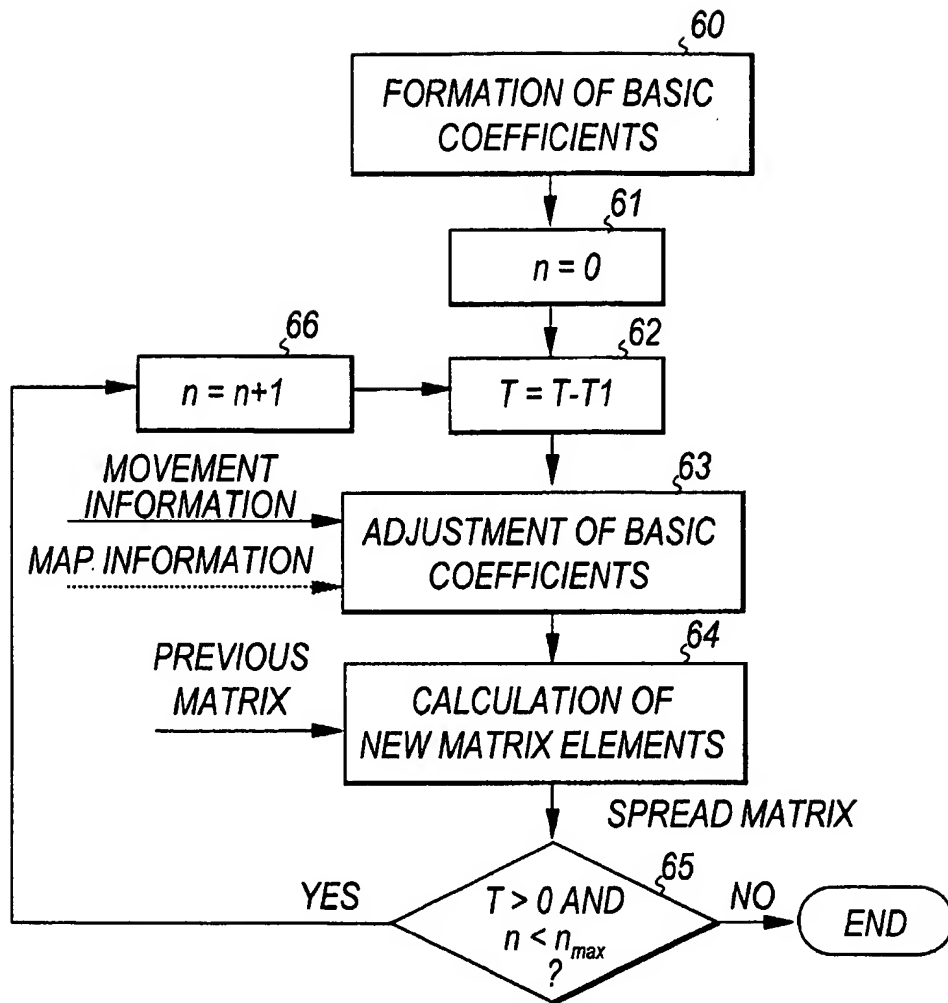 60
FORMATION OF BASIC
COEFFICIENTS
61
n = 0
66
n = n+1
62
T = T-T1
MOVEMENT
INFORMATION
MAP. INFORMATION
63
ADJUSTMENT OF BASIC
COEFFICIENTS
PREVIOUS
MATRIX
64
CALCULATION OF
NEW MATRIX ELEMENTS
SPREAD MATRIX
65
YES
T > 0 AND
n < nmax
?
NO
END